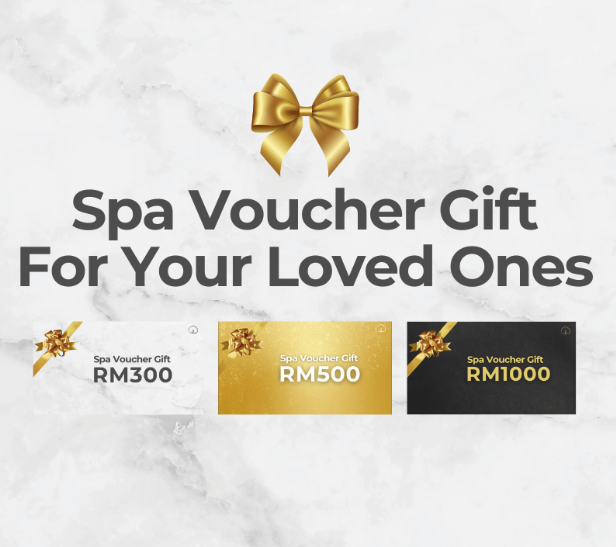 Spa Voucher Gift
For Your Loved Ones
Spa Voucher Gift
RM300
Spa Voucher Gift
RM500
Spa Voucher Gift
RM1000